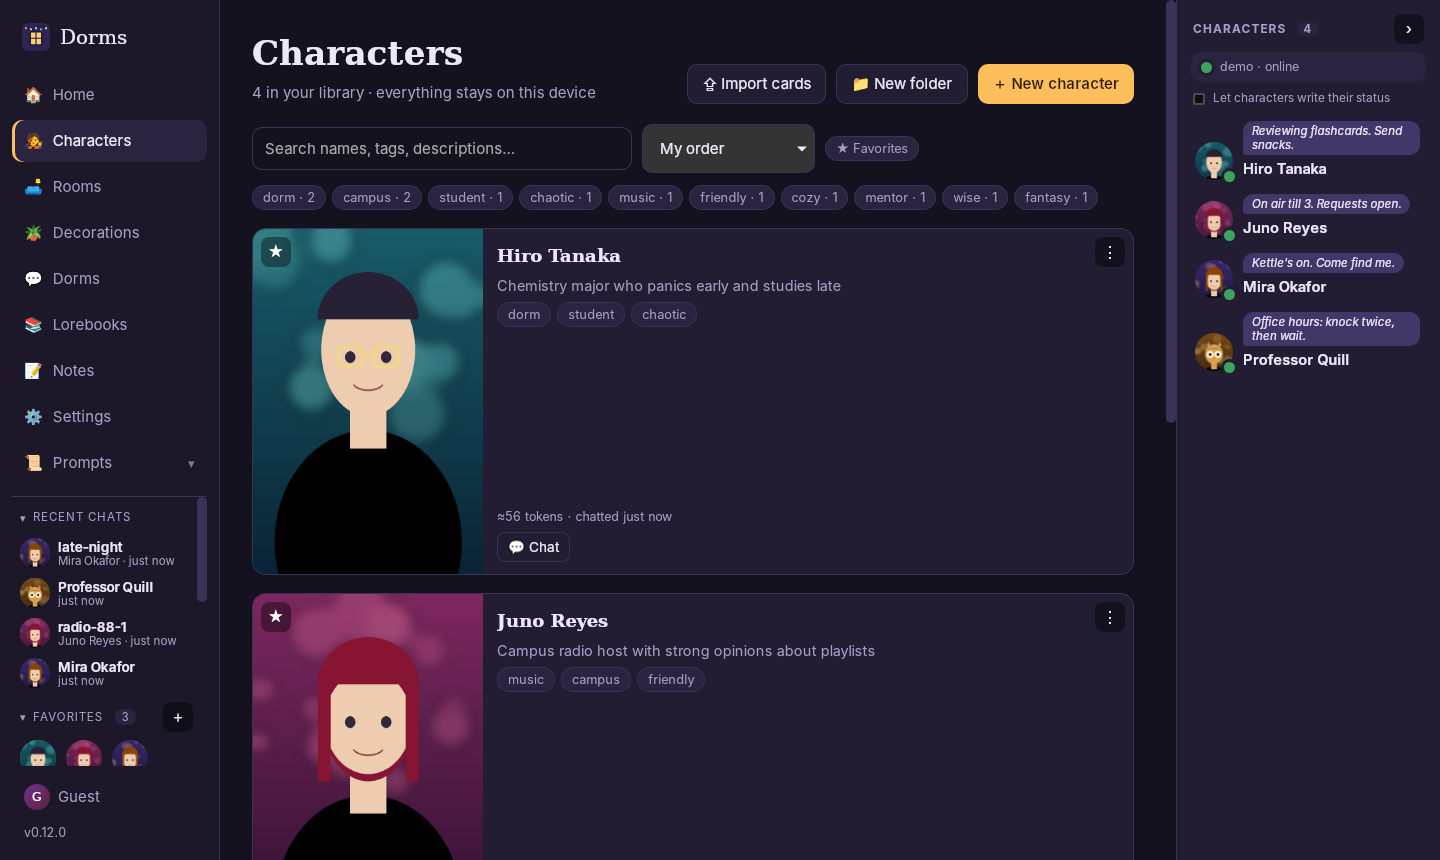 Dorms
Home
Characters
Rooms
Decorations
Dorms
Lorebooks
Notes
Settings
Prompts
RECENT CHATS
late-night
Mira Okafor · just now
Professor Quill
just now
radio-88-1
Juno Reyes · just now
Mira Okafor
just now
FAVORITES 3 +
G Guest
v0.12.0
Characters
4 in your library · everything stays on this device
Import cards
New folder
+ New character
Search names, tags, descriptions...
My order
★ Favorites
dorm · 2 campus · 2 student · 1 chaotic · 1 music · 1 friendly · 1 cozy · 1 mentor · 1 wise · 1 fantasy · 1
Hiro Tanaka
Chemistry major who panics early and studies late
dorm student chaotic
≈56 tokens · chatted just now
Chat
Juno Reyes
Campus radio host with strong opinions about playlists
music campus friendly
CHARACTERS 4 ›
demo · online
Let characters write their status
Reviewing flashcards. Send
snacks.
Hiro Tanaka
On air till 3. Requests open.
Juno Reyes
Kettle's on. Come find me.
Mira Okafor
Office hours: knock twice,
then wait.
Professor Quill